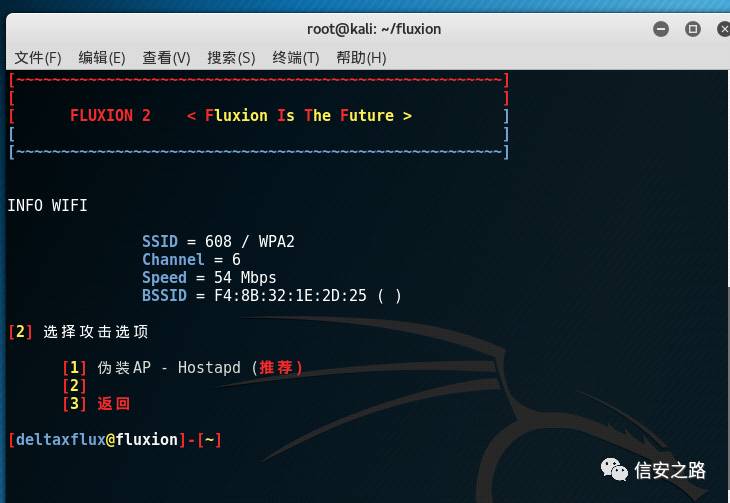 root@kali: ~/fluxion
文件(F) 编辑(E) 查看(V) 搜索(S) 终端(T) 帮助(H)
[~~~~~~~~~~~~~~~~~~~~~~~~~~~~~~~~~~~~~~~~~~~~~~~~~~~~~~]
[ ]
[ FLUXION 2 < Fluxion Is The Future > ]
[ ]
[~~~~~~~~~~~~~~~~~~~~~~~~~~~~~~~~~~~~~~~~~~~~~~~~~~~~~~]
INFO WIFI
SSID = 608 / WPA2
Channel = 6
Speed = 54 Mbps
BSSID = F4:8B:32:1E:2D:25 ( )
[2] 选择攻击选项
[1] 伪装AP - Hostapd (推荐)
[2]
[3] 返回
[deltaxflux@fluxion]-[~]
信安之路